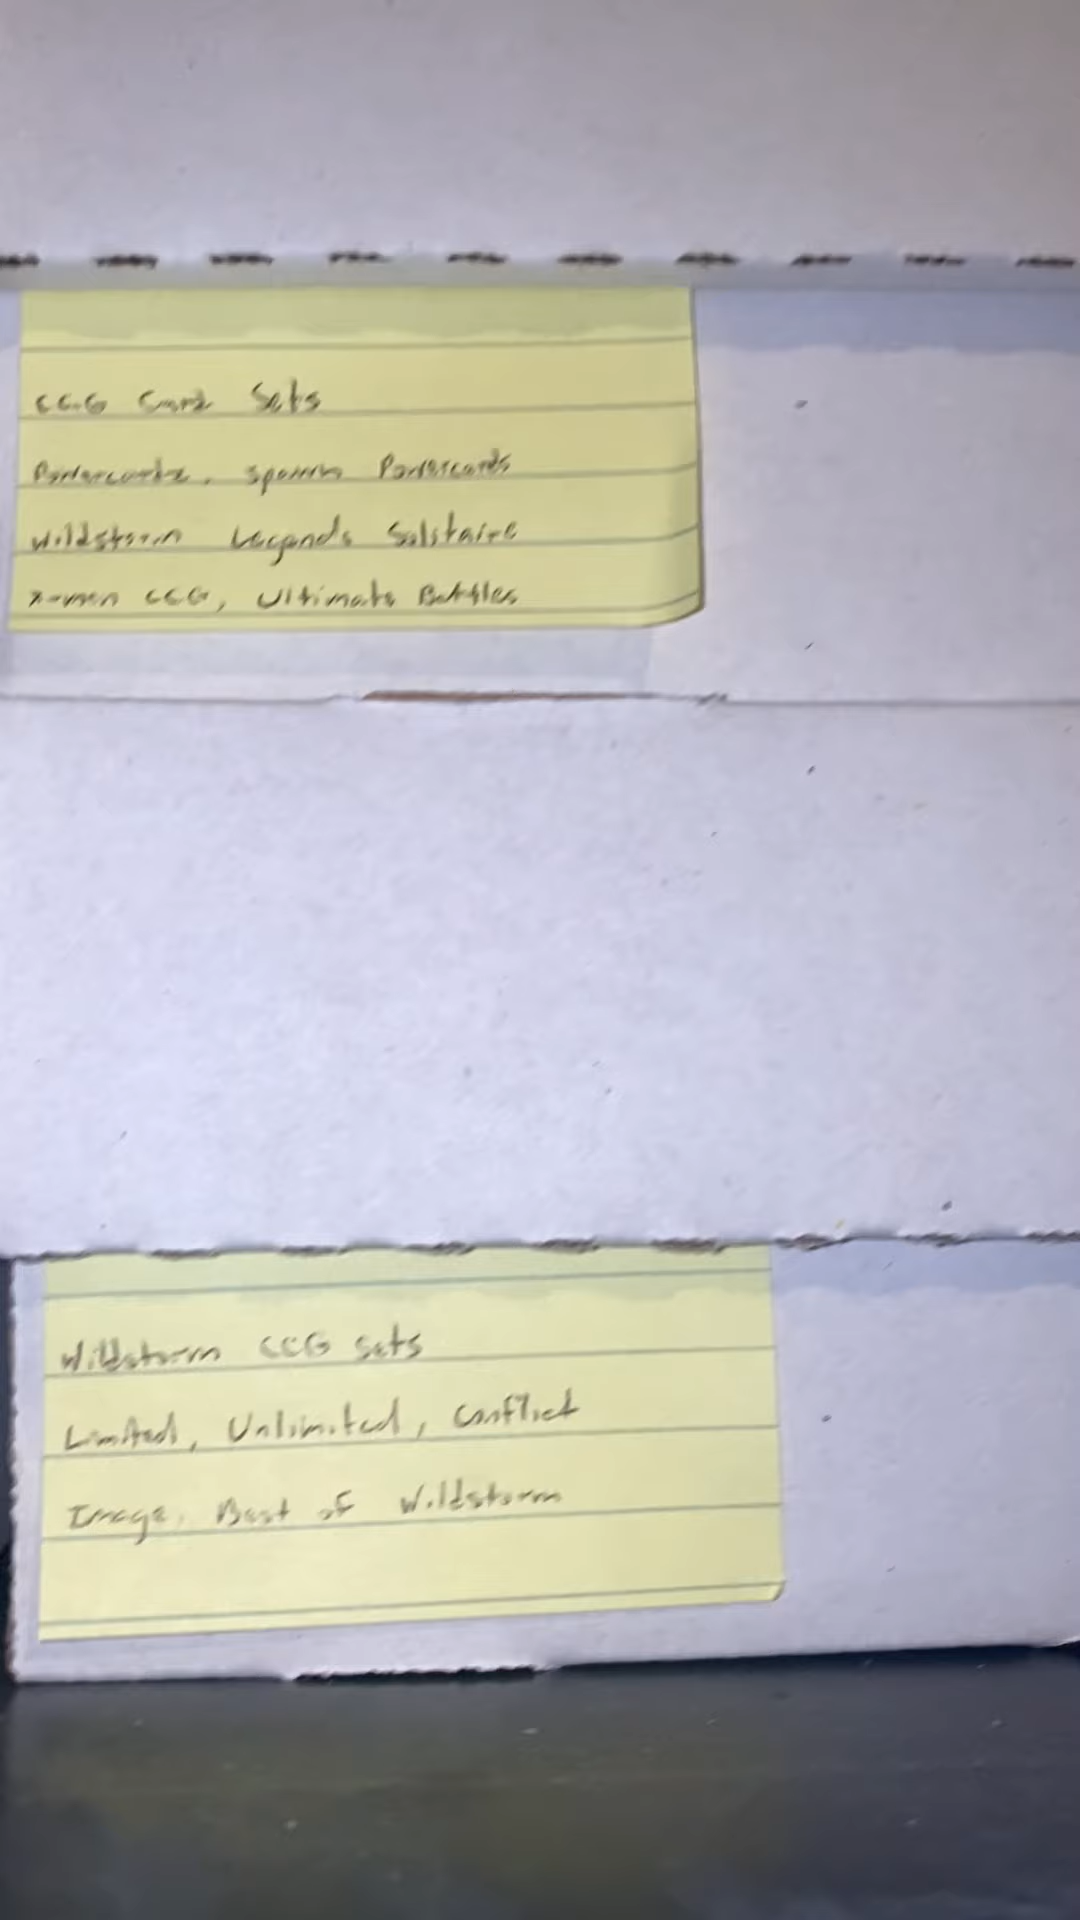 CCG Card Sets
Powercardz, Spawn Powercards
Wildstorm Legends Solitaire
X-men CCG, Ultimate Battles
Wildstorm CCG sets
Limited, Unlimited, Conflict
Image, Best of Wildstorm